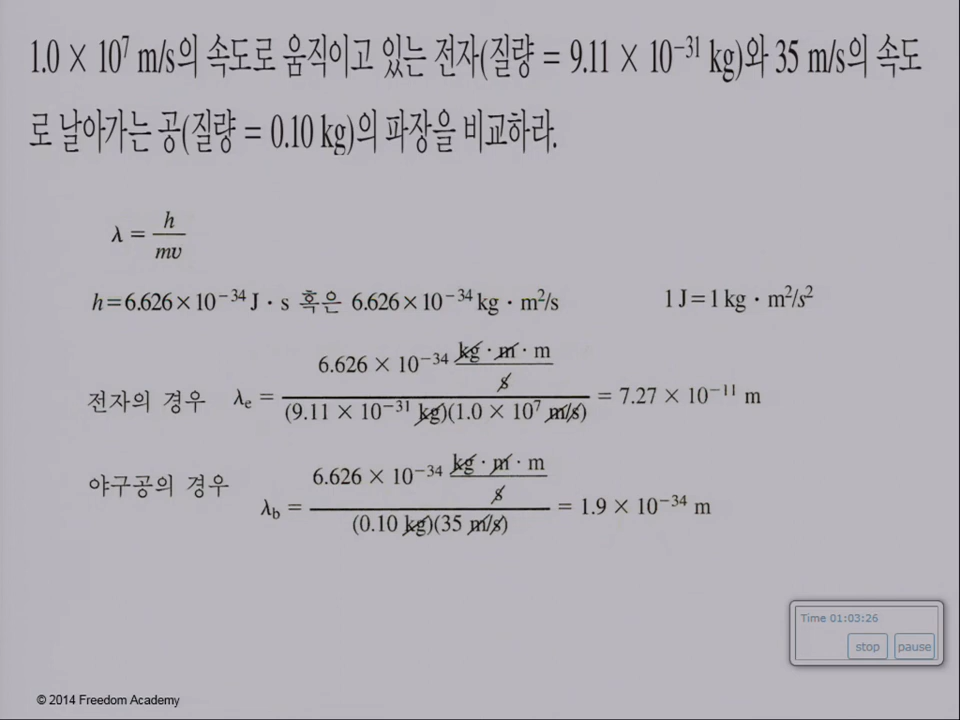 1.0 × 10⁷ m/s의 속도로 움직이고 있는 전자(질량 = 9.11 × 10⁻³¹ kg)와 35 m/s의 속도
로 날아가는 공(질량 = 0.10 kg)의 파장을 비교하라.
λ = h/mv
h=6.626×10⁻³⁴ J · s 혹은 6.626×10⁻³⁴ kg · m²/s 1 J=1 kg · m²/s²
전자의 경우 λₑ = (6.626 × 10⁻³⁴ (kg · m · m)/s)/((9.11 × 10⁻³¹ kg)(1.0 × 10⁷ m/s)) = 7.27 × 10⁻¹¹ m
야구공의 경우 λ_b = (6.626 × 10⁻³⁴ (kg · m · m)/s)/((0.10 kg)(35 m/s)) = 1.9 × 10⁻³⁴ m
Time 01:03:26
stop pause
© 2014 Freedom Academy